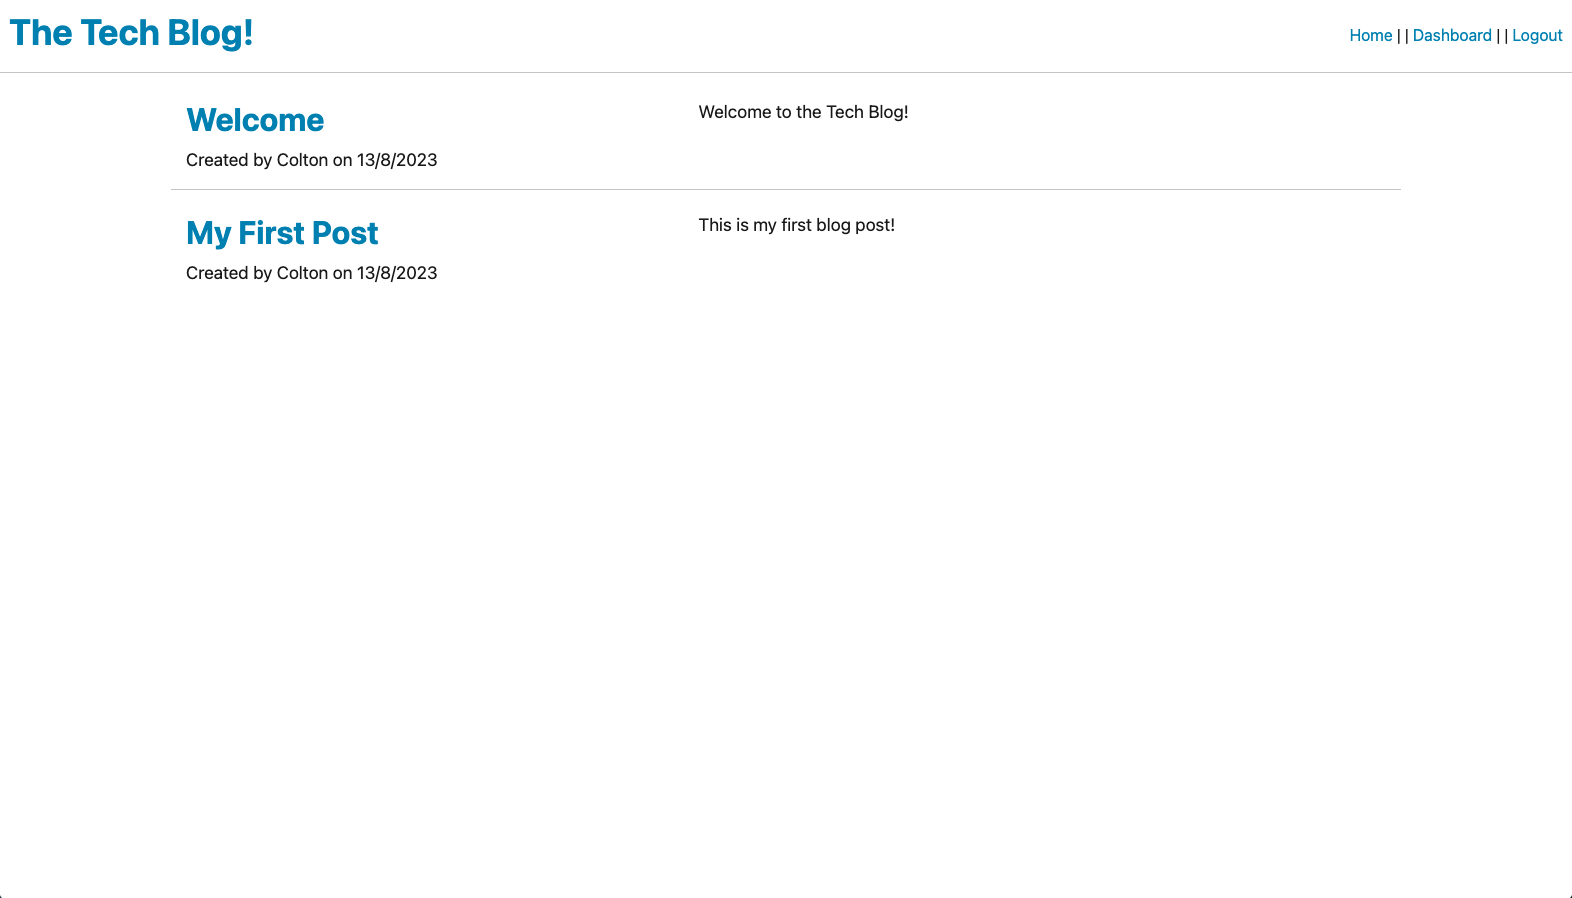 The Tech Blog!
Home | | Dashboard | | Logout
Welcome
Created by Colton on 13/8/2023
Welcome to the Tech Blog!
My First Post
Created by Colton on 13/8/2023
This is my first blog post!